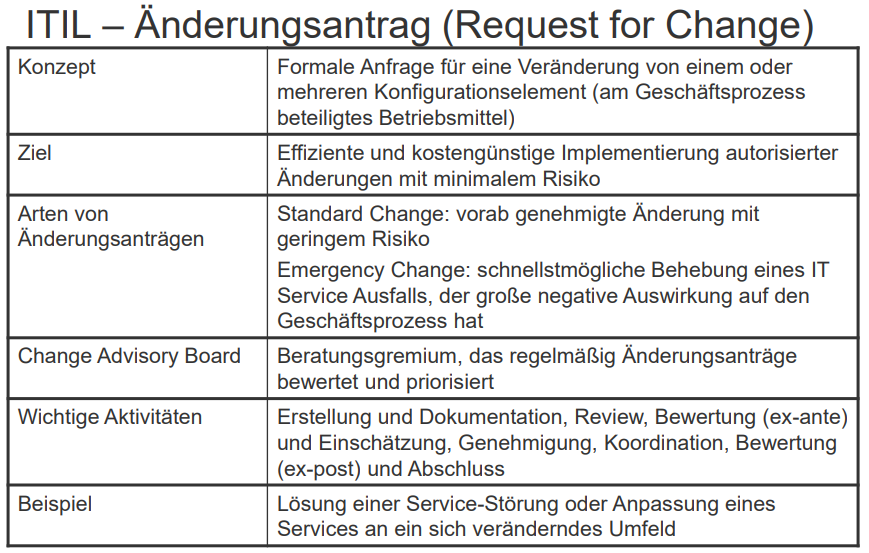 ITIL – Änderungsantrag (Request for Change)
Konzept
Formale Anfrage für eine Veränderung von einem oder
mehreren Konfigurationselement (am Geschäftsprozess
beteiligtes Betriebsmittel)
Ziel
Effiziente und kostengünstige Implementierung autorisierter
Änderungen mit minimalem Risiko
Arten von
Änderungsanträgen
Standard Change: vorab genehmigte Änderung mit
geringem Risiko
Emergency Change: schnellstmögliche Behebung eines IT
Service Ausfalls, der große negative Auswirkung auf den
Geschäftsprozess hat
Change Advisory Board
Beratungsgremium, das regelmäßig Änderungsanträge
bewertet und priorisiert
Wichtige Aktivitäten
Erstellung und Dokumentation, Review, Bewertung (ex-ante)
und Einschätzung, Genehmigung, Koordination, Bewertung
(ex-post) und Abschluss
Beispiel
Lösung einer Service-Störung oder Anpassung eines
Services an ein sich veränderndes Umfeld